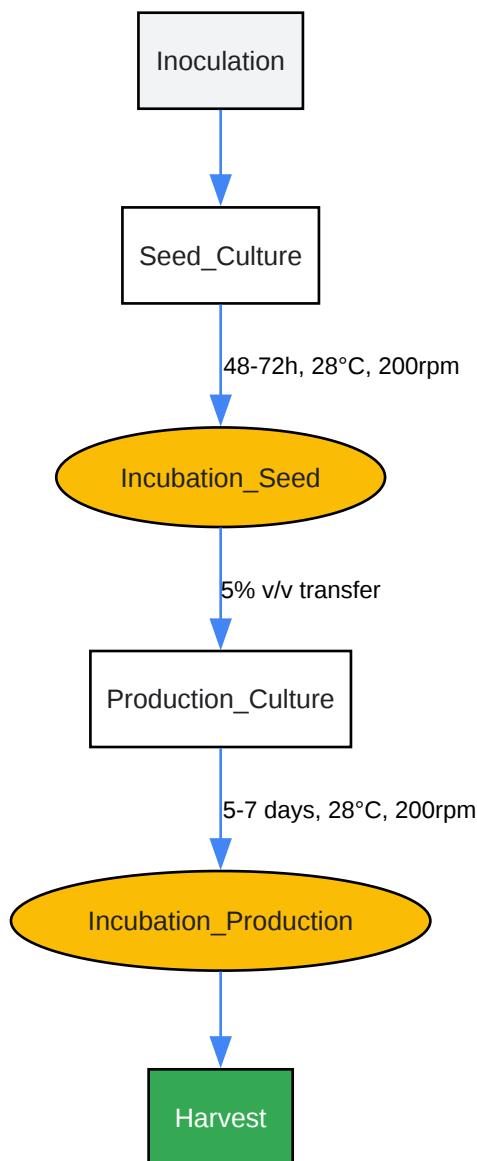 Inoculation
Seed_Culture
48-72h, 28°C, 200rpm
Incubation_Seed
5% v/v transfer
Production_Culture
5-7 days, 28°C, 200rpm
Incubation_Production
Harvest